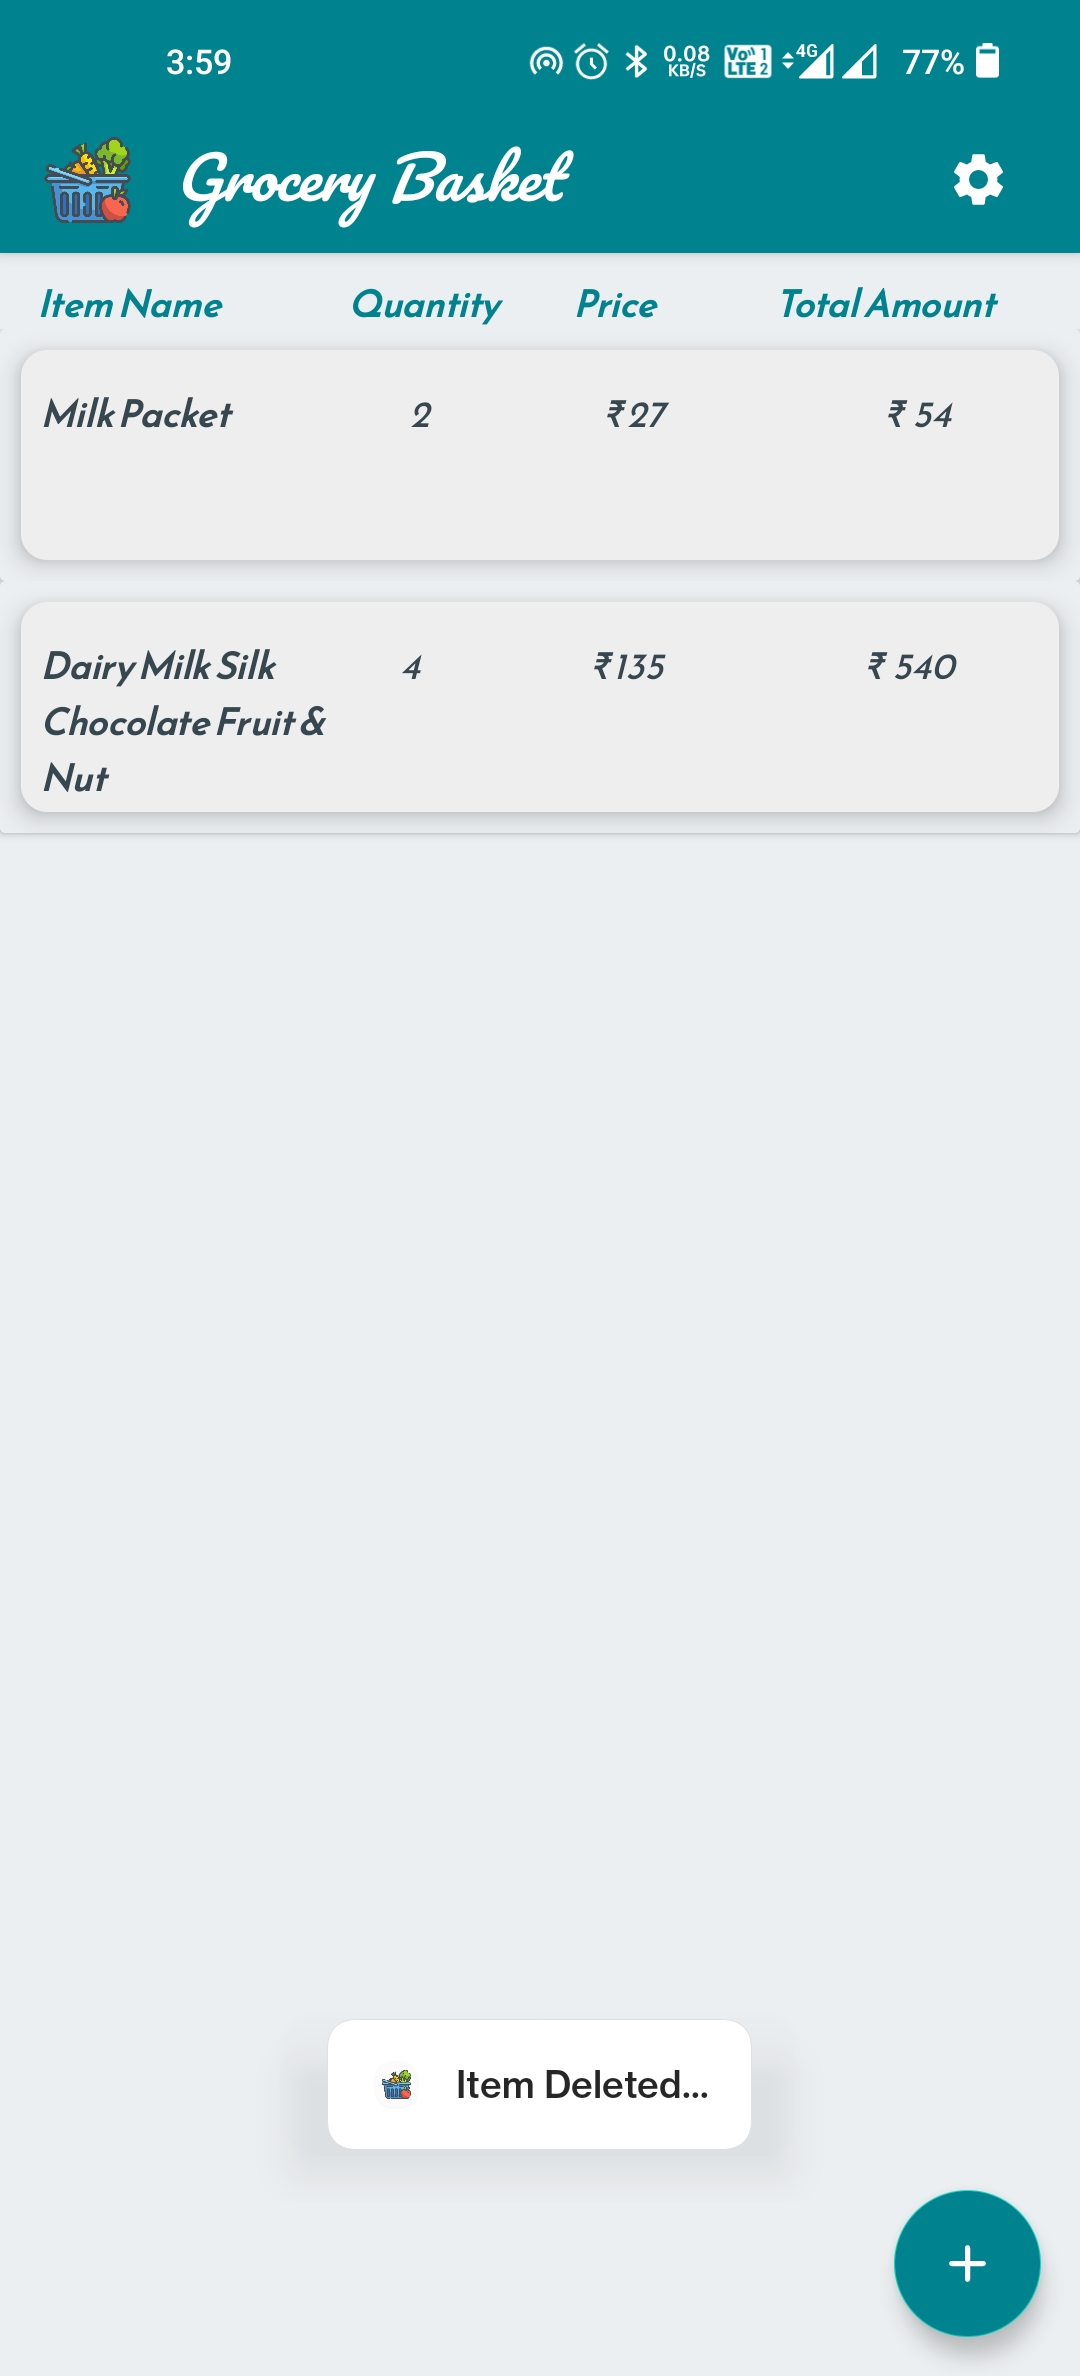 3:59 0.08 KB/S Vo)) 1 LTE 2 4G 77%
Grocery Basket
Item Name Quantity Price Total Amount
Milk Packet 2 ₹27 ₹ 54
Dairy Milk Silk 4 ₹135 ₹ 540
Chocolate Fruit &
Nut
Item Deleted...